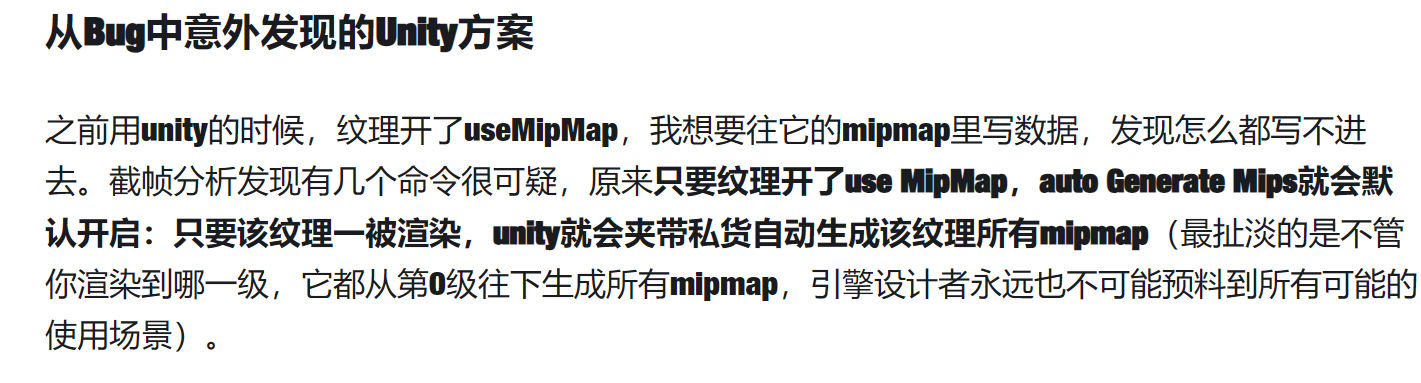 从Bug中意外发现的Unity方案
之前用unity的时候，纹理开了useMipMap，我想要往它的mipmap里写数据，发现怎么都写不进
去。截帧分析发现有几个命令很可疑，原来只要纹理开了use MipMap，auto Generate Mips就会默
认开启：只要该纹理一被渲染，unity就会夹带私货自动生成该纹理所有mipmap（最扯淡的是不管
你渲染到哪一级，它都从第0级往下生成所有mipmap，引擎设计者永远也不可能预料到所有可能的
使用场景）。